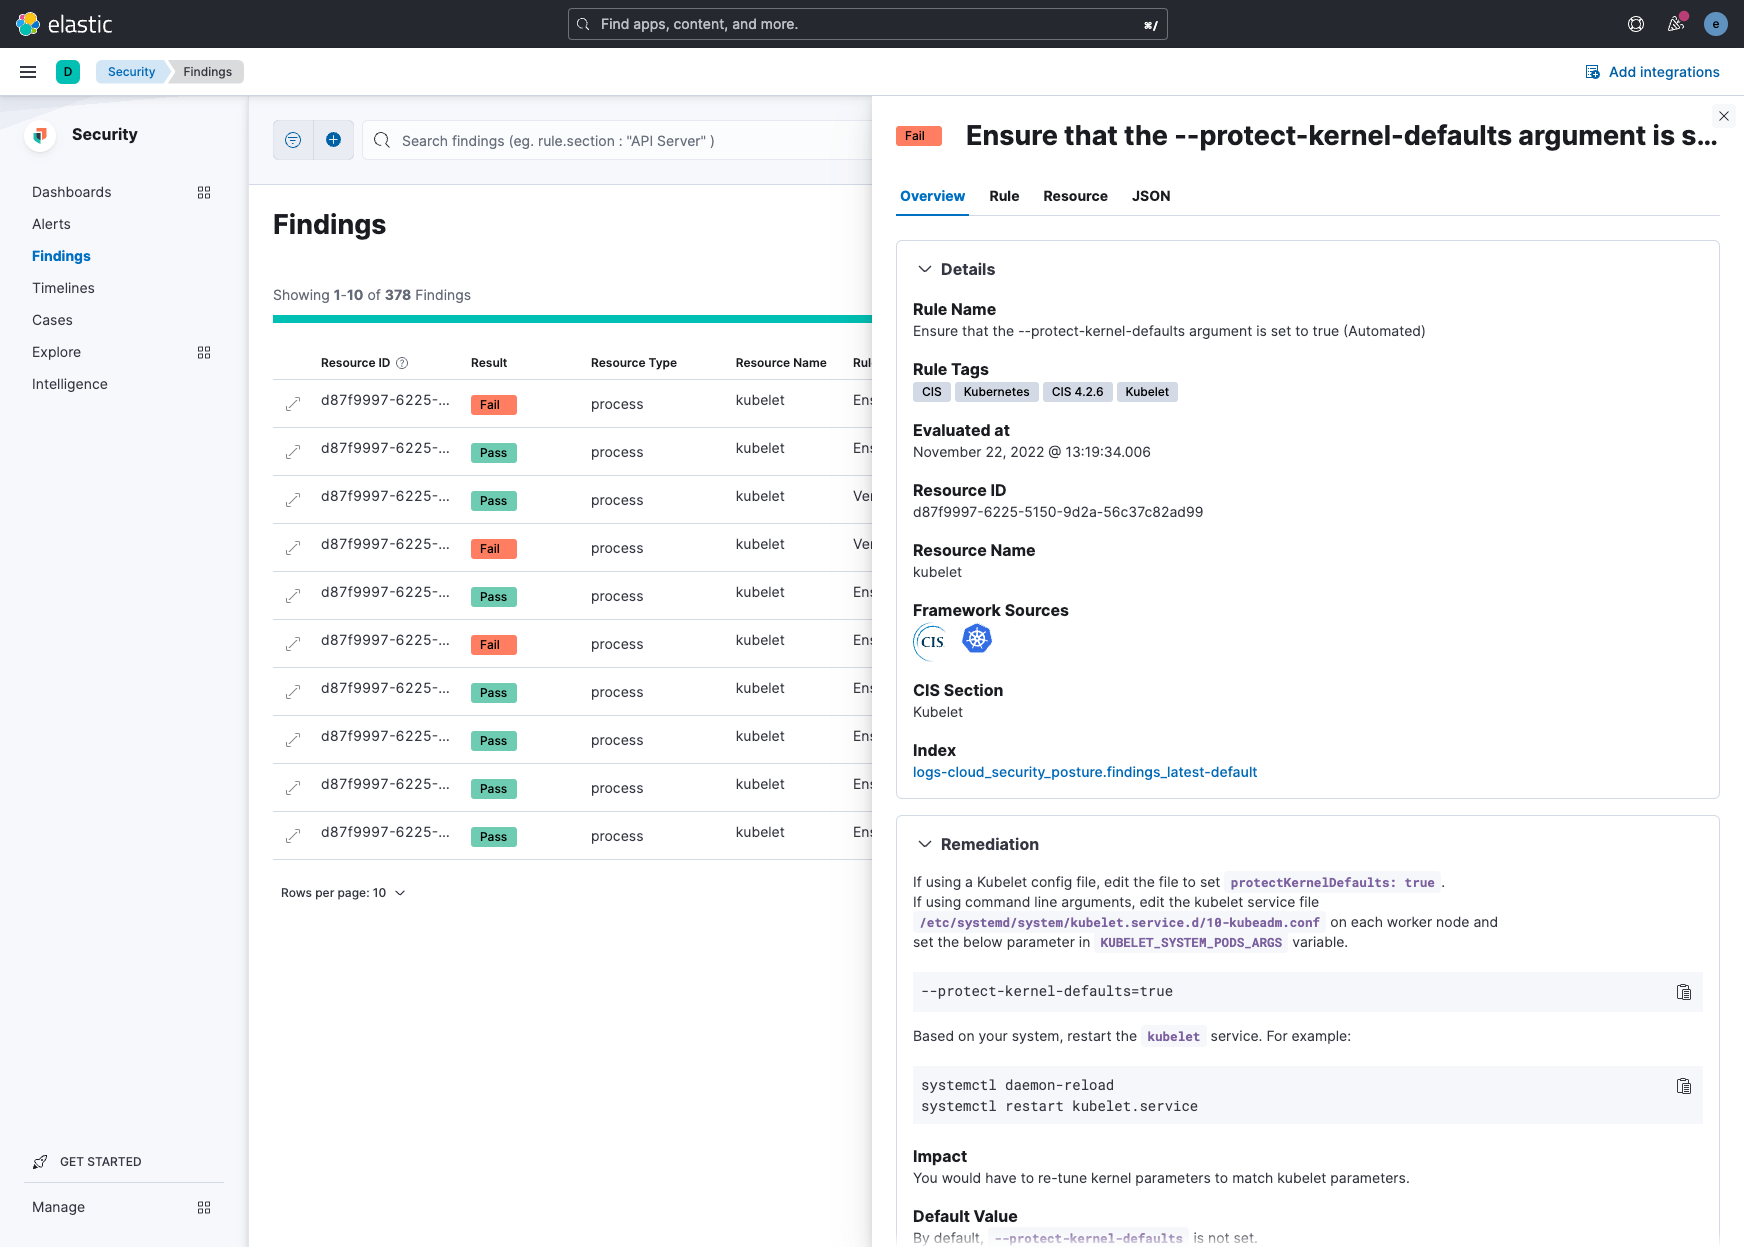 elastic
Find apps, content, and more.
⌘/
e
D
Security
Findings
Add integrations
Security
Dashboards
Alerts
Findings
Timelines
Cases
Explore
Intelligence
GET STARTED
Manage
Search findings (eg. rule.section : "API Server" )
Findings
Showing 1-10 of 378 Findings
Resource ID Result Resource Type Resource Name Rul
d87f9997-6225-... Fail process kubelet Ens
d87f9997-6225-... Pass process kubelet Ens
d87f9997-6225-... Pass process kubelet Ver
d87f9997-6225-... Fail process kubelet Ver
d87f9997-6225-... Pass process kubelet Ens
d87f9997-6225-... Fail process kubelet Ens
d87f9997-6225-... Pass process kubelet Ens
d87f9997-6225-... Pass process kubelet Ens
d87f9997-6225-... Pass process kubelet Ens
d87f9997-6225-... Pass process kubelet Ens
Rows per page: 10
Fail Ensure that the --protect-kernel-defaults argument is s...
Overview Rule Resource JSON
Details
Rule Name
Ensure that the --protect-kernel-defaults argument is set to true (Automated)
Rule Tags
CIS Kubernetes CIS 4.2.6 Kubelet
Evaluated at
November 22, 2022 @ 13:19:34.006
Resource ID
d87f9997-6225-5150-9d2a-56c37c82ad99
Resource Name
kubelet
Framework Sources
CIS
CIS Section
Kubelet
Index
logs-cloud_security_posture.findings_latest-default
Remediation
If using a Kubelet config file, edit the file to set protectKernelDefaults: true .
If using command line arguments, edit the kubelet service file
/etc/systemd/system/kubelet.service.d/10-kubeadm.conf on each worker node and
set the below parameter in KUBELET_SYSTEM_PODS_ARGS variable.
--protect-kernel-defaults=true
Based on your system, restart the kubelet service. For example:
systemctl daemon-reload
systemctl restart kubelet.service
Impact
You would have to re-tune kernel parameters to match kubelet parameters.
Default Value
By default, --protect-kernel-defaults is not set.